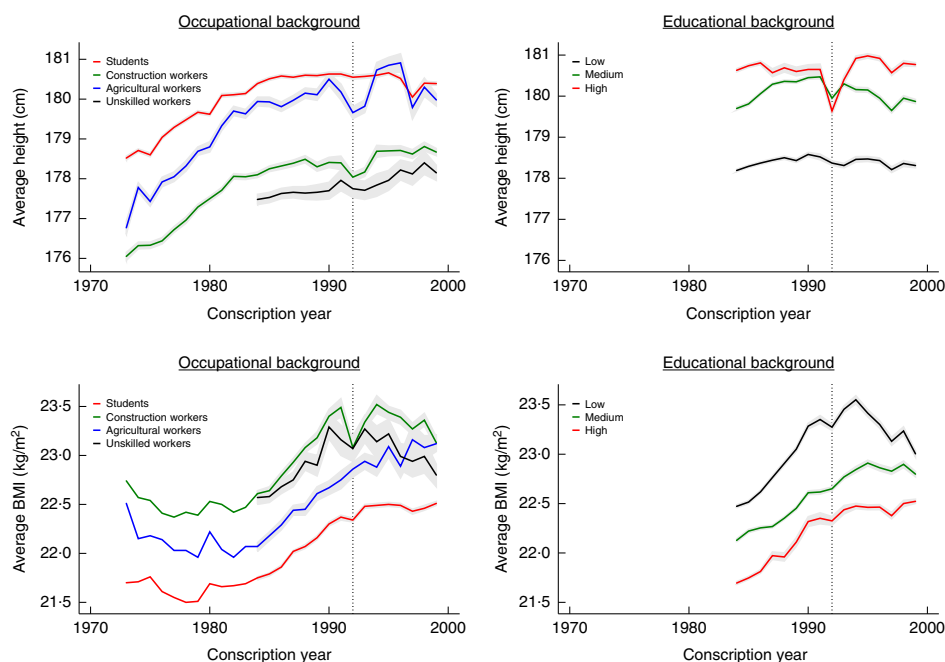 Occupational background
Students
Construction workers
Agricultural workers
Unskilled workers
181
180
179
178
177
176
Average height (cm)
1970
1980
1990
2000
Conscription year
Educational background
Low
Medium
High
181
180
179
178
177
176
Average height (cm)
1970
1980
1990
2000
Conscription year
Occupational background
Students
Construction workers
Agricultural workers
Unskilled workers
23·5
23·0
22·5
22·0
21·5
Average BMI (kg/m²)
1970
1980
1990
2000
Conscription year
Educational background
Low
Medium
High
23·5
23·0
22·5
22·0
21·5
Average BMI (kg/m²)
1970
1980
1990
2000
Conscription year